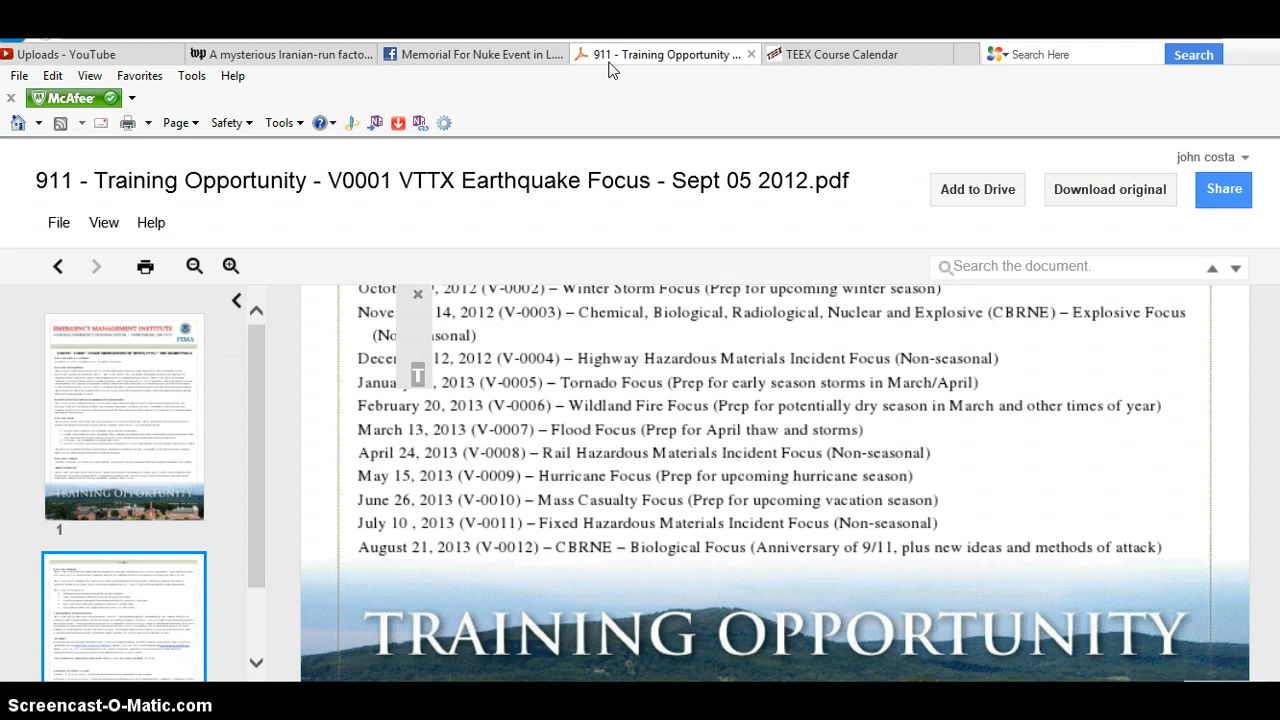 Uploads - YouTube
wp A mysterious Iranian-run facto...
Memorial For Nuke Event in L....
911 - Training Opportunity ...
TEEX Course Calendar
Search Here
Search
File Edit View Favorites Tools Help
McAfee
Page Safety Tools
john costa
911 - Training Opportunity - V0001 VTTX Earthquake Focus - Sept 05 2012.pdf
Add to Drive
Download original
Share
File View Help
Search the document.
EMERGENCY MANAGEMENT INSTITUTE
FEMA
TRAINING OPPORTUNITY
1
2012 (V-0002) – Winter Storm Focus (Prep for upcoming winter season)
14, 2012 (V-0003) – Chemical, Biological, Radiological, Nuclear and Explosive (CBRNE) – Explosive Focus
12, 2012 – Highway Hazardous Materials Incident Focus (Non-seasonal)
2013 Focus (Prep for early thunderstorms in March/April)
February 20, 2013 – Wildland Fire Focus (Prep for potentially dry season in March and other times of year)
March 13, 2013 (V-0007) – Flood Focus (Prep for April thaw and rains)
April 24, 2013 – Rail Hazardous Materials Incident Focus (Non-seasonal)
May 15, 2013 (V-0009) – Hurricane Focus (Prep for upcoming hurricane season)
June 26, 2013 (V-0010) – Mass Casualty Focus (Prep for upcoming vacation season)
July 10 , 2013 (V-0011) – Fixed Hazardous Materials Incident Focus (Non-seasonal)
August 21, 2013 (V-0012) – CBRNE – Biological Focus (Anniversary of 9/11, plus new ideas and methods of attack)
TRAINING OPPORTUNITY
Screencast-O-Matic.com